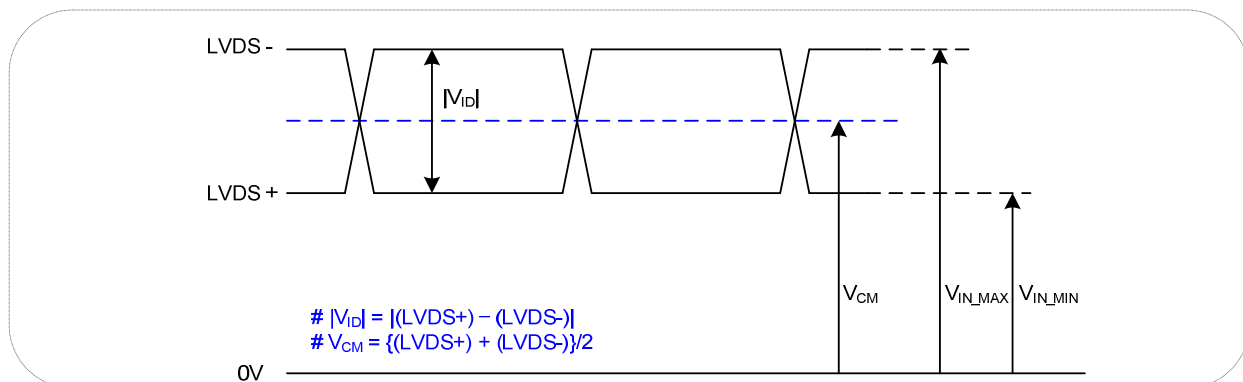 LVDS -
|VID|
LVDS +
VCM
VIN_MAX
VIN_MIN
# |VID| = |(LVDS+) – (LVDS-)|
# VCM = {(LVDS+) + (LVDS-)}/2
0V